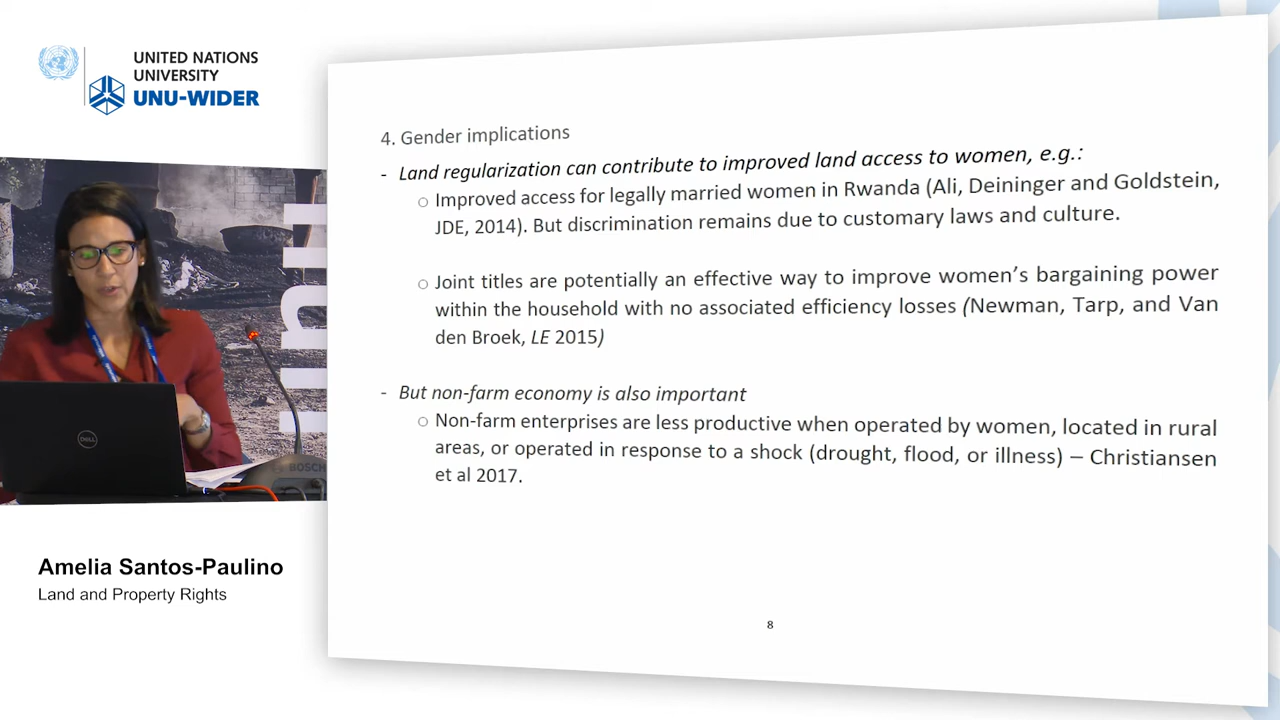 UNITED NATIONS
UNIVERSITY
UNU-WIDER
4. Gender implications
- Land regularization can contribute to improved land access to women, e.g.:
○ Improved access for legally married women in Rwanda (Ali, Deininger and Goldstein,
JDE, 2014). But discrimination remains due to customary laws and culture.
○ Joint titles are potentially an effective way to improve women's bargaining power
within the household with no associated efficiency losses (Newman, Tarp, and Van
den Broek, LE 2015)
- But non-farm economy is also important
○ Non-farm enterprises are less productive when operated by women, located in rural
areas, or operated in response to a shock (drought, flood, or illness) – Christiansen
et al 2017.
8
DELL
BOSCH
Amelia Santos-Paulino
Land and Property Rights